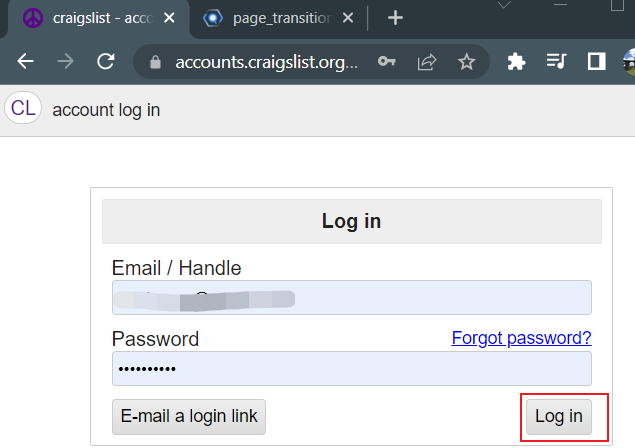 craigslist - acco
page_transition
accounts.craigslist.org...
CL account log in
Log in
Email / Handle
Password Forgot password?
••••••••••
E-mail a login link Log in